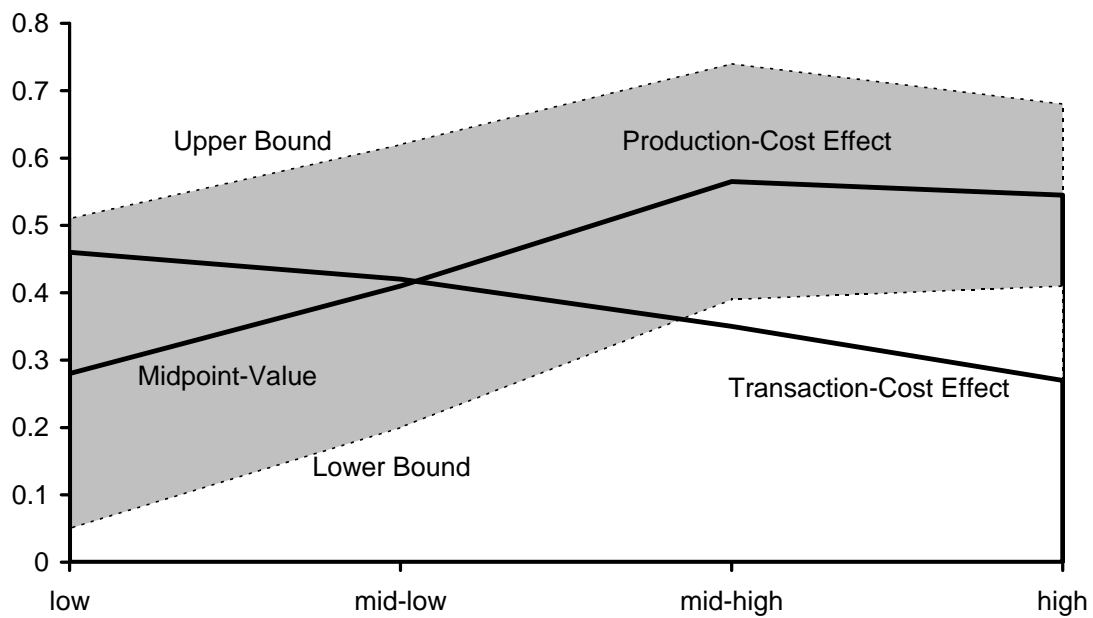 0.8
0.7
Upper Bound
Production-Cost Effect
0.6
0.5
0.4
0.3
Midpoint-Value
Transaction-Cost Effect
0.2
Lower Bound
0.1
0
low
mid-low
mid-high
high